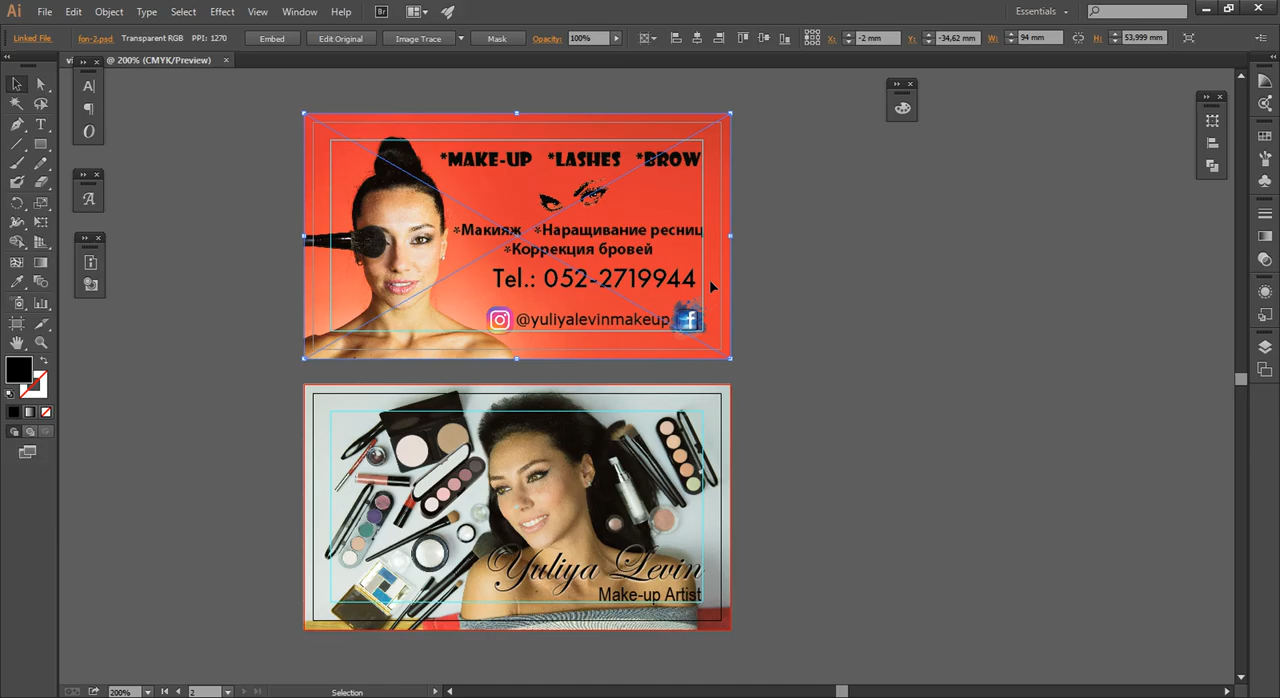 Ai File Edit Object Type Select Effect View Window Help Br Essentials
Linked File fon-2.psd Transparent RGB PPI: 1270 Embed Edit Original Image Trace Mask Opacity: 100% X: -2 mm Y: -34,62 mm W: 94 mm H: 53,999 mm
@ 200% (CMYK/Preview)
*MAKE-UP *LASHES *BROW
*Макияж *Наращивание ресниц
*Коррекция бровей
Tel.: 052-2719944
@yuliyalevinmakeup f
Yuliya Levin
Make-up Artist
200% 2 Selection